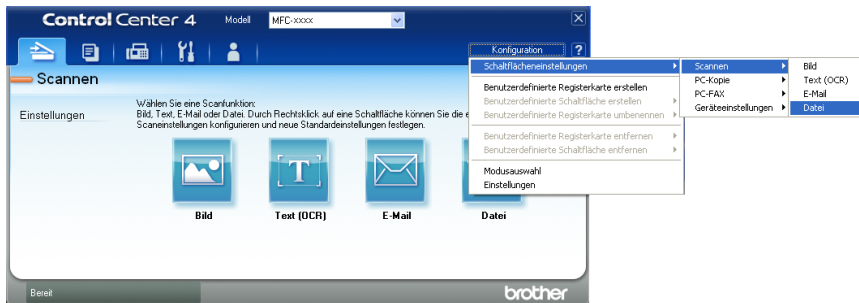 Control Center 4
Modell
MFC-xxxx
Konfiguration
?
Scannen
Einstellungen
Wählen Sie eine Scanfunktion:
Bild, Text, E-Mail oder Datei. Durch Rechtsklick auf eine Schaltfläche können Sie die
Scaneinstellungen konfigurieren und neue Standardeinstellungen festlegen.
T
Bild
Text (OCR)
E-Mail
Datei
Schaltflächeneinstellungen
Benutzerdefinierte Registerkarte erstellen
Benutzerdefinierte Schaltfläche erstellen
Benutzerdefinierte Registerkarte umbenennen
Benutzerdefinierte Registerkarte entfernen
Benutzerdefinierte Schaltfläche entfernen
Modusauswahl
Einstellungen
Scannen
PC-Kopie
PC-FAX
Geräteeinstellungen
Bild
Text (OCR)
E-Mail
Datei
Bereit
brother